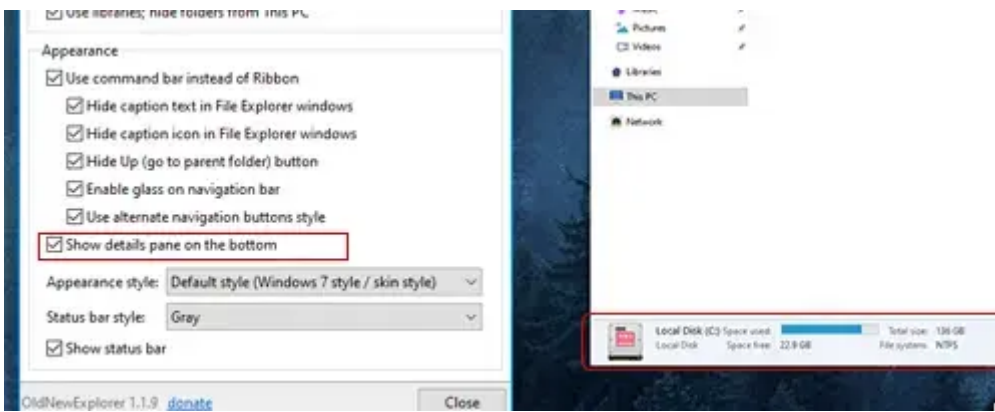 Use libraries; hide folders from This PC
Appearance
Use command bar instead of Ribbon
Hide caption text in File Explorer windows
Hide caption icon in File Explorer windows
Hide Up (go to parent folder) button
Enable glass on navigation bar
Use alternate navigation buttons style
Show details pane on the bottom
Appearance style: Default style (Windows 7 style / skin style)
Status bar style: Gray
Show status bar
OldNewExplorer 1.1.9 donate
Close
Music
Pictures
Videos
Libraries
This PC
Network
Local Disk (C:) Space used: Total size: 136 GB
Local Disk Space free: 22.9 GB File system: NTFS